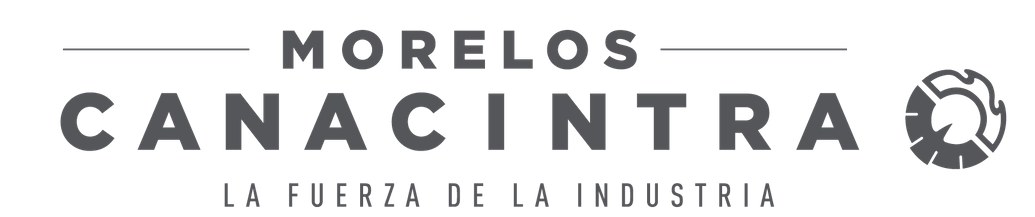 MORELOS
CANACINTRA
LA FUERZA DE LA INDUSTRIA